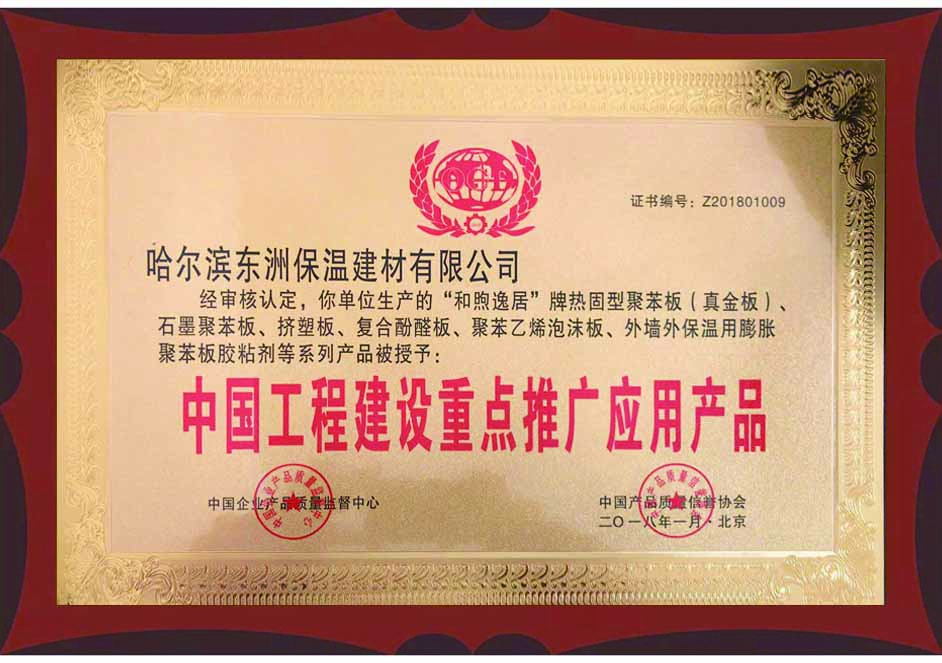 QGA
证书编号：Z201801009
哈尔滨东洲保温建材有限公司
经审核认定，你单位生产的“和煦逸居”牌热固型聚苯板（真金板）、
石墨聚苯板、挤塑板、复合酚醛板、聚苯乙烯泡沫板、外墙外保温用膨胀
聚苯板胶粘剂等系列产品被授予：
中国工程建设重点推广应用产品
中国企业产品质量监督中心
中国产品质量信誉协会
二〇一八年一月·北京